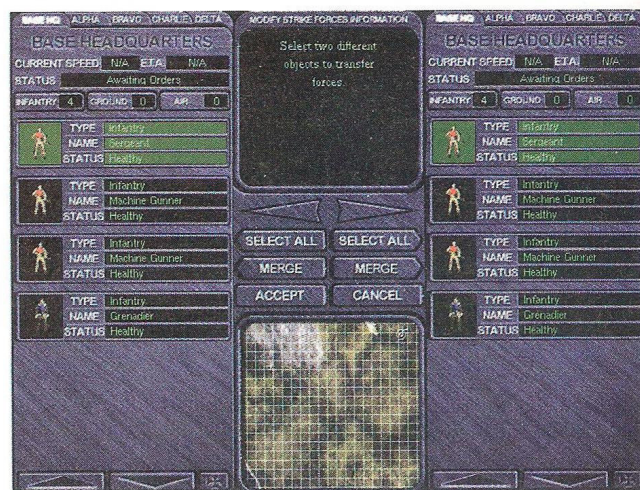 BASE HQ ALPHA BRAVO CHARLIE DELTA
BASE HEADQUARTERS
CURRENT SPEED N/A E.T.A. N/A
STATUS Awaiting Orders
INFANTRY 4 GROUND 0 AIR 0
TYPE Infantry
NAME Sergeant
STATUS Healthy
TYPE Infantry
NAME Machine Gunner
STATUS Healthy
TYPE Infantry
NAME Machine Gunner
STATUS Healthy
TYPE Infantry
NAME Grenadier
STATUS Healthy
MODIFY STRIKE FORCES INFORMATION
Select two different
objects to transfer
forces.
SELECT ALL SELECT ALL
MERGE MERGE
ACCEPT CANCEL
BASE HQ ALPHA BRAVO CHARLIE DELTA
BASE HEADQUARTERS
CURRENT SPEED N/A E.T.A. N/A
STATUS Awaiting Orders
INFANTRY 4 GROUND 0 AIR 0
TYPE Infantry
NAME Sergeant
STATUS Healthy
TYPE Infantry
NAME Machine Gunner
STATUS Healthy
TYPE Infantry
NAME Machine Gunner
STATUS Healthy
TYPE Infantry
NAME Grenadier
STATUS Healthy